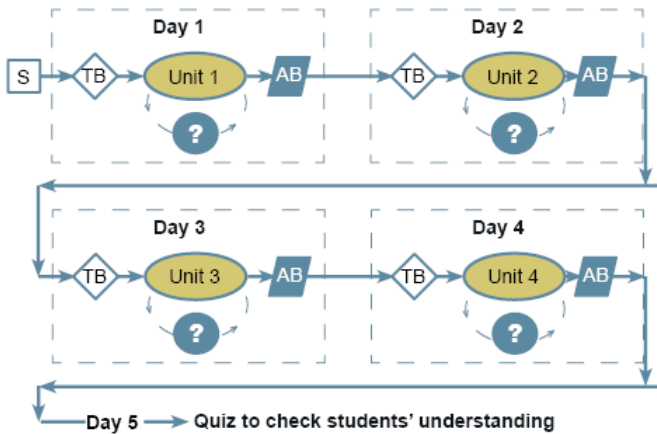 Day 1
Day 2
S
TB
Unit 1
AB
TB
Unit 2
AB
?
?
Day 3
Day 4
TB
Unit 3
AB
TB
Unit 4
AB
?
?
Day 5
Quiz to check students’ understanding